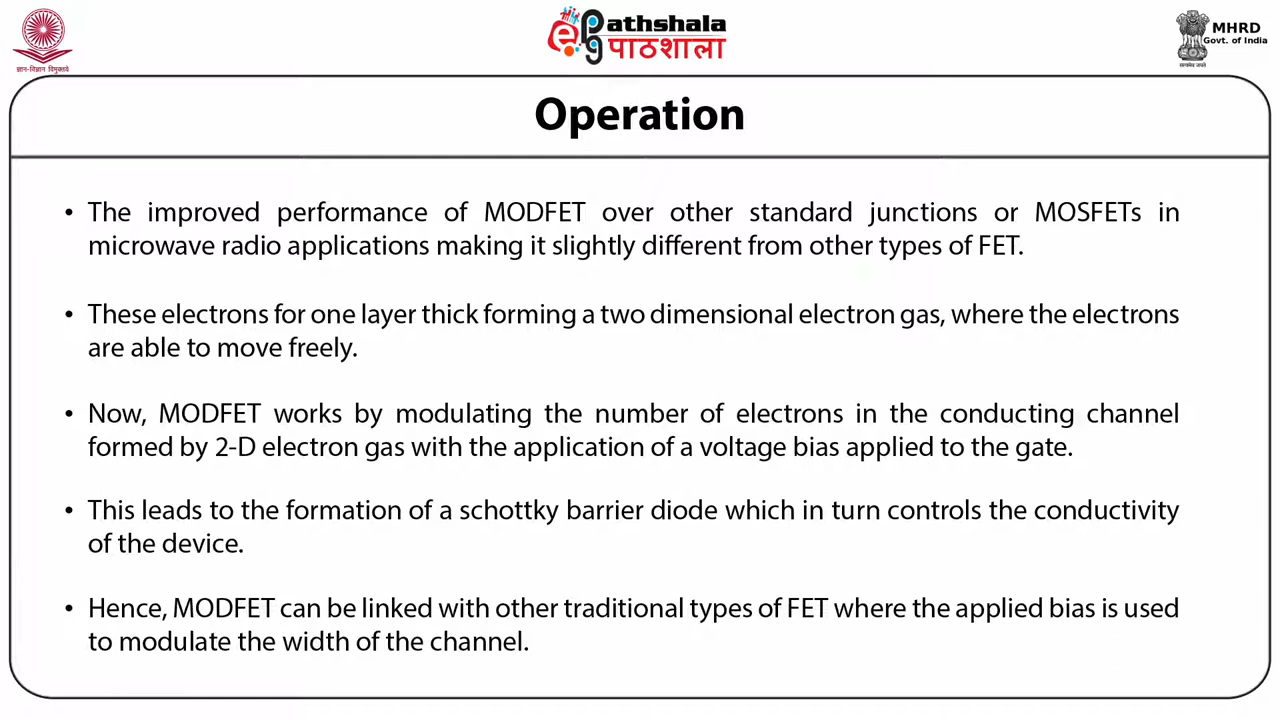 ज्ञान-विज्ञान विमुक्तये
ePG Pathshala
पाठशाला
MHRD
Govt. of India
सत्यमेव जयते
Operation
• The improved performance of MODFET over other standard junctions or MOSFETs in
microwave radio applications making it slightly different from other types of FET.
• These electrons for one layer thick forming a two dimensional electron gas, where the electrons
are able to move freely.
• Now, MODFET works by modulating the number of electrons in the conducting channel
formed by 2-D electron gas with the application of a voltage bias applied to the gate.
• This leads to the formation of a schottky barrier diode which in turn controls the conductivity
of the device.
• Hence, MODFET can be linked with other traditional types of FET where the applied bias is used
to modulate the width of the channel.